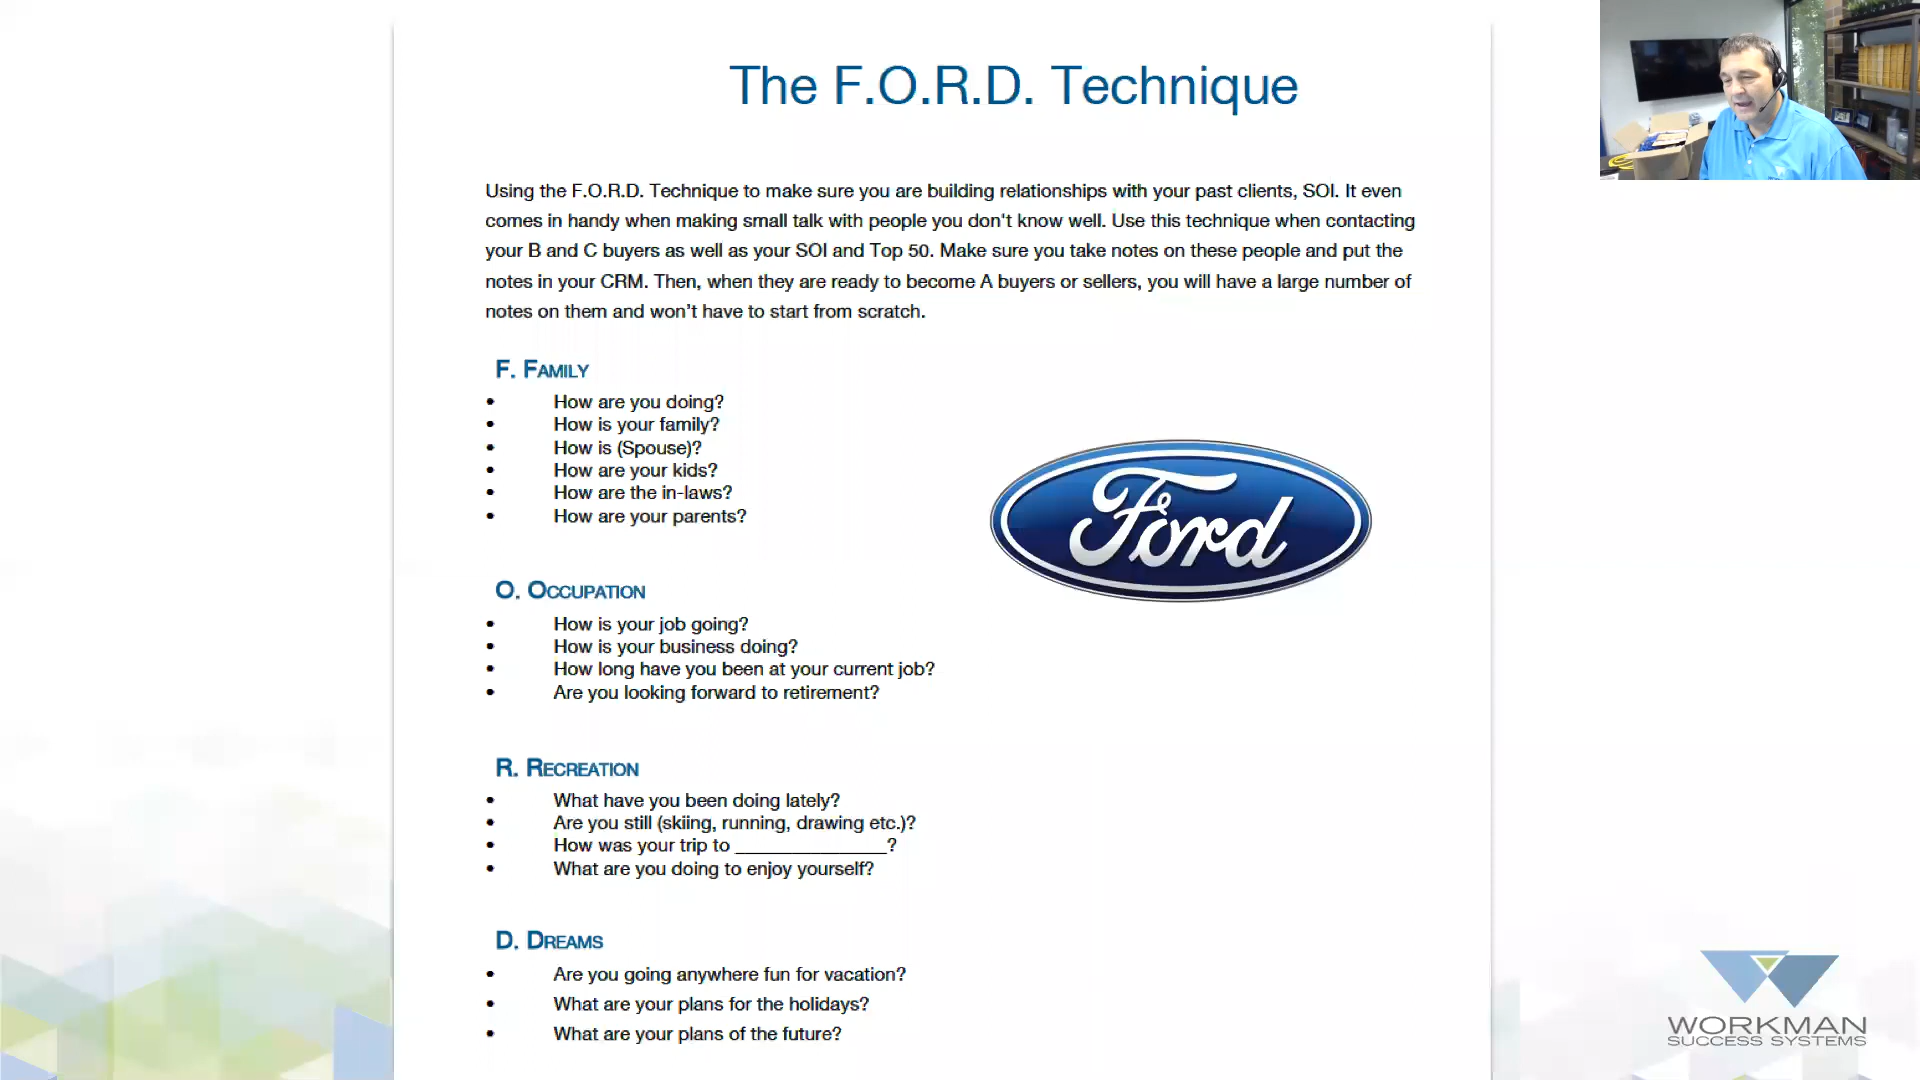 The F.O.R.D. Technique
Using the F.O.R.D. Technique to make sure you are building relationships with your past clients, SOI. It even
comes in handy when making small talk with people you don't know well. Use this technique when contacting
your B and C buyers as well as your SOI and Top 50. Make sure you take notes on these people and put the
notes in your CRM. Then, when they are ready to become A buyers or sellers, you will have a large number of
notes on them and won’t have to start from scratch.
F. FAMILY
• How are you doing?
• How is your family?
• How is (Spouse)?
• How are your kids?
• How are the in-laws?
• How are your parents?
Ford
O. OCCUPATION
• How is your job going?
• How is your business doing?
• How long have you been at your current job?
• Are you looking forward to retirement?
R. RECREATION
• What have you been doing lately?
• Are you still (skiing, running, drawing etc.)?
• How was your trip to _______________?
• What are you doing to enjoy yourself?
D. DREAMS
• Are you going anywhere fun for vacation?
• What are your plans for the holidays?
• What are your plans of the future?
WORKMAN
SUCCESS SYSTEMS